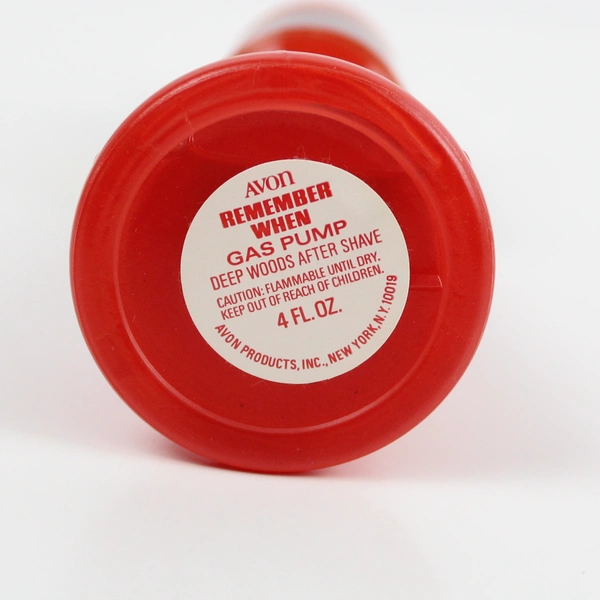 AVON
REMEMBER
WHEN
GAS PUMP
DEEP WOODS AFTER SHAVE
CAUTION: FLAMMABLE UNTIL DRY.
KEEP OUT OF REACH OF CHILDREN.
4 FL. OZ.
AVON PRODUCTS, INC., NEW YORK, N.Y. 10019